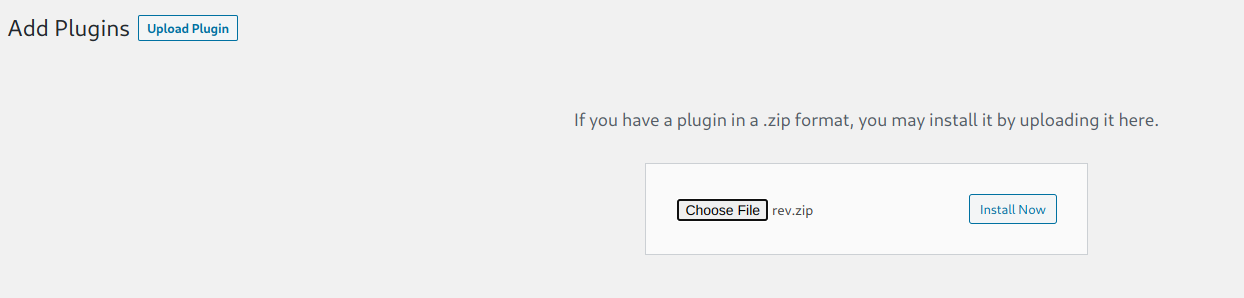 Add Plugins Upload Plugin
If you have a plugin in a .zip format, you may install it by uploading it here.
Choose File rev.zip Install Now